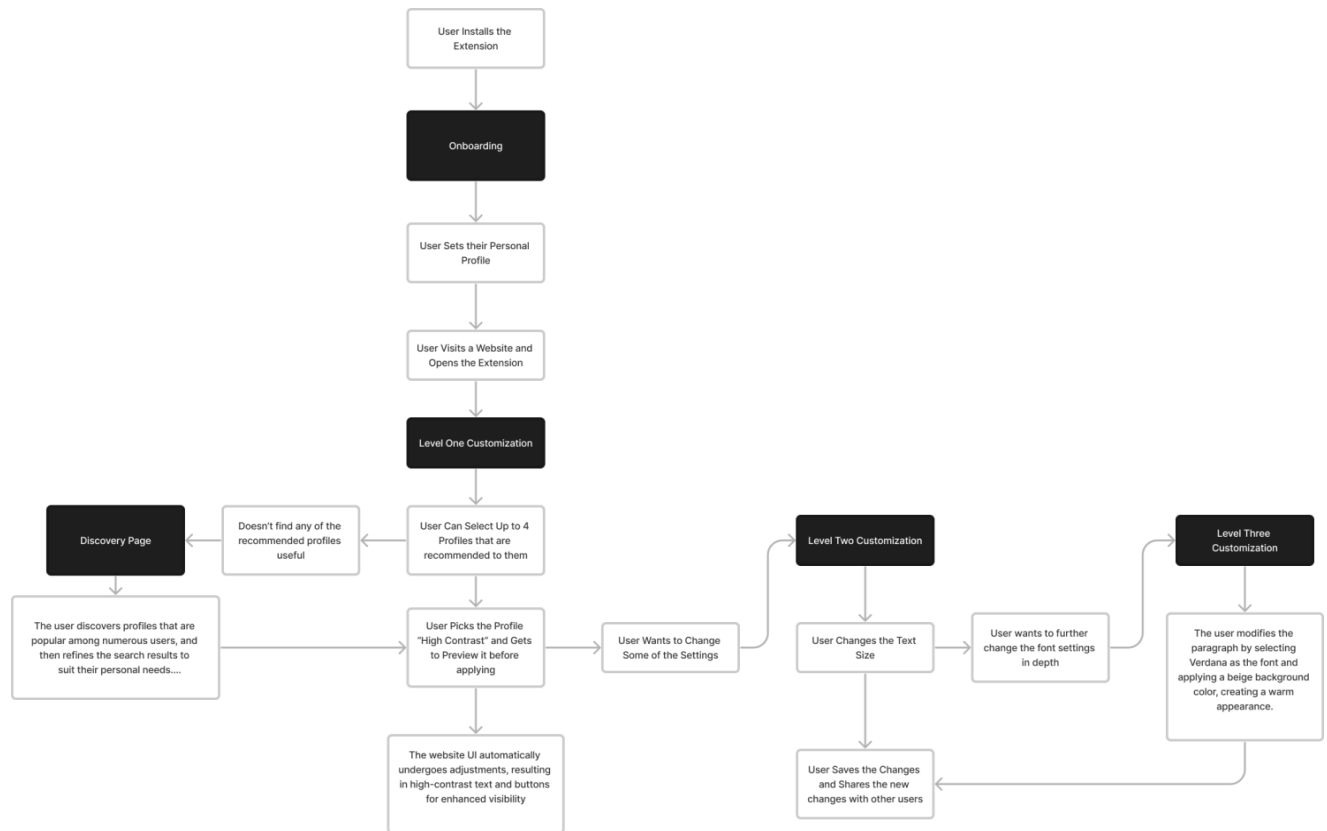 User Installs the
Extension
Onboarding
User Sets their Personal
Profile
User Visits a Website and
Opens the Extension
Level One Customization
Discovery Page
Doesn't find any of the
recommended profiles
useful
User Can Select Up to 4
Profiles that are
recommended to them
Level Two Customization
Level Three
Customization
The user discovers profiles that are
popular among numerous users, and
then refines the search results to
suit their personal needs....
User Picks the Profile
“High Contrast” and Gets
to Preview it before
applying
User Wants to Change
Some of the Settings
User Changes the Text
Size
User wants to further
change the font settings
in depth
The user modifies the
paragraph by selecting
Verdana as the font and
applying a beige background
color, creating a warm
appearance.
The website UI automatically
undergoes adjustments, resulting
in high-contrast text and buttons
for enhanced visibility
User Saves the Changes
and Shares the new
changes with other users